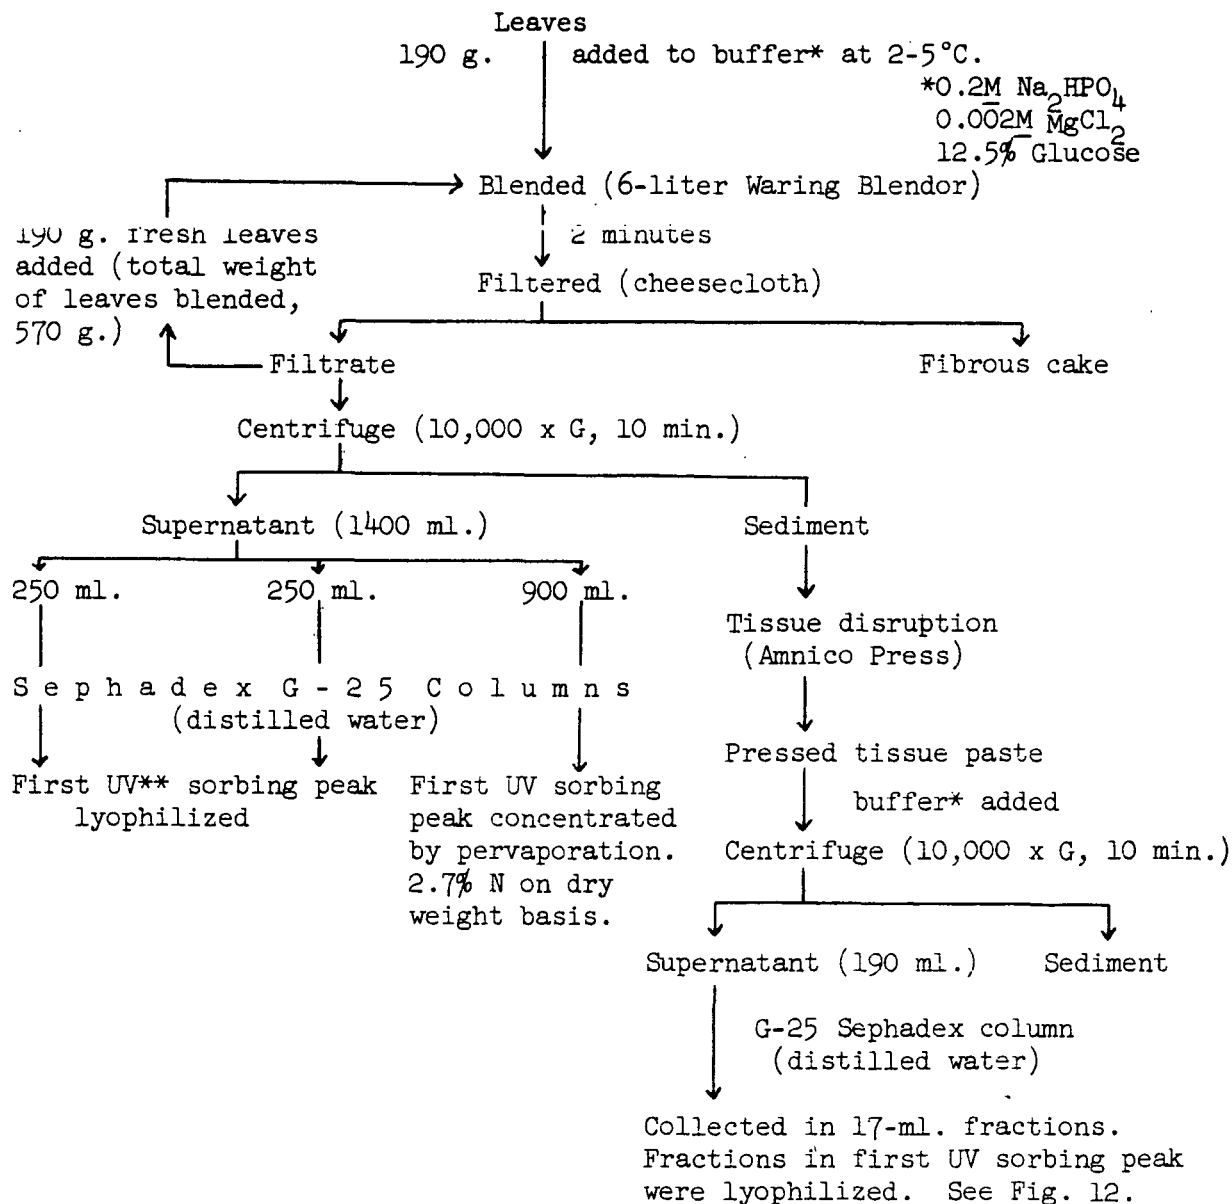 Leaves
190 g. added to buffer* at 2-5°C.
*0.2M Na2HPO4
0.002M MgCl2
12.5% Glucose
Blended (6-liter Waring Blendor)
2 minutes
190 g. fresh leaves
added (total weight
of leaves blended,
570 g.)
Filtered (cheesecloth)
Filtrate
Fibrous cake
Centrifuge (10,000 x G, 10 min.)
Supernatant (1400 ml.)
Sediment
250 ml.
250 ml.
900 ml.
Tissue disruption
(Amnico Press)
Sephadex G-25 Columns
(distilled water)
Pressed tissue paste
First UV** sorbing peak
lyophilized
First UV sorbing
peak concentrated
by pervaporation.
2.7% N on dry
weight basis.
buffer* added
Centrifuge (10,000 x G, 10 min.)
Supernatant (190 ml.)
Sediment
G-25 Sephadex column
(distilled water)
Collected in 17-ml. fractions.
Fractions in first UV sorbing peak
were lyophilized. See Fig. 12.